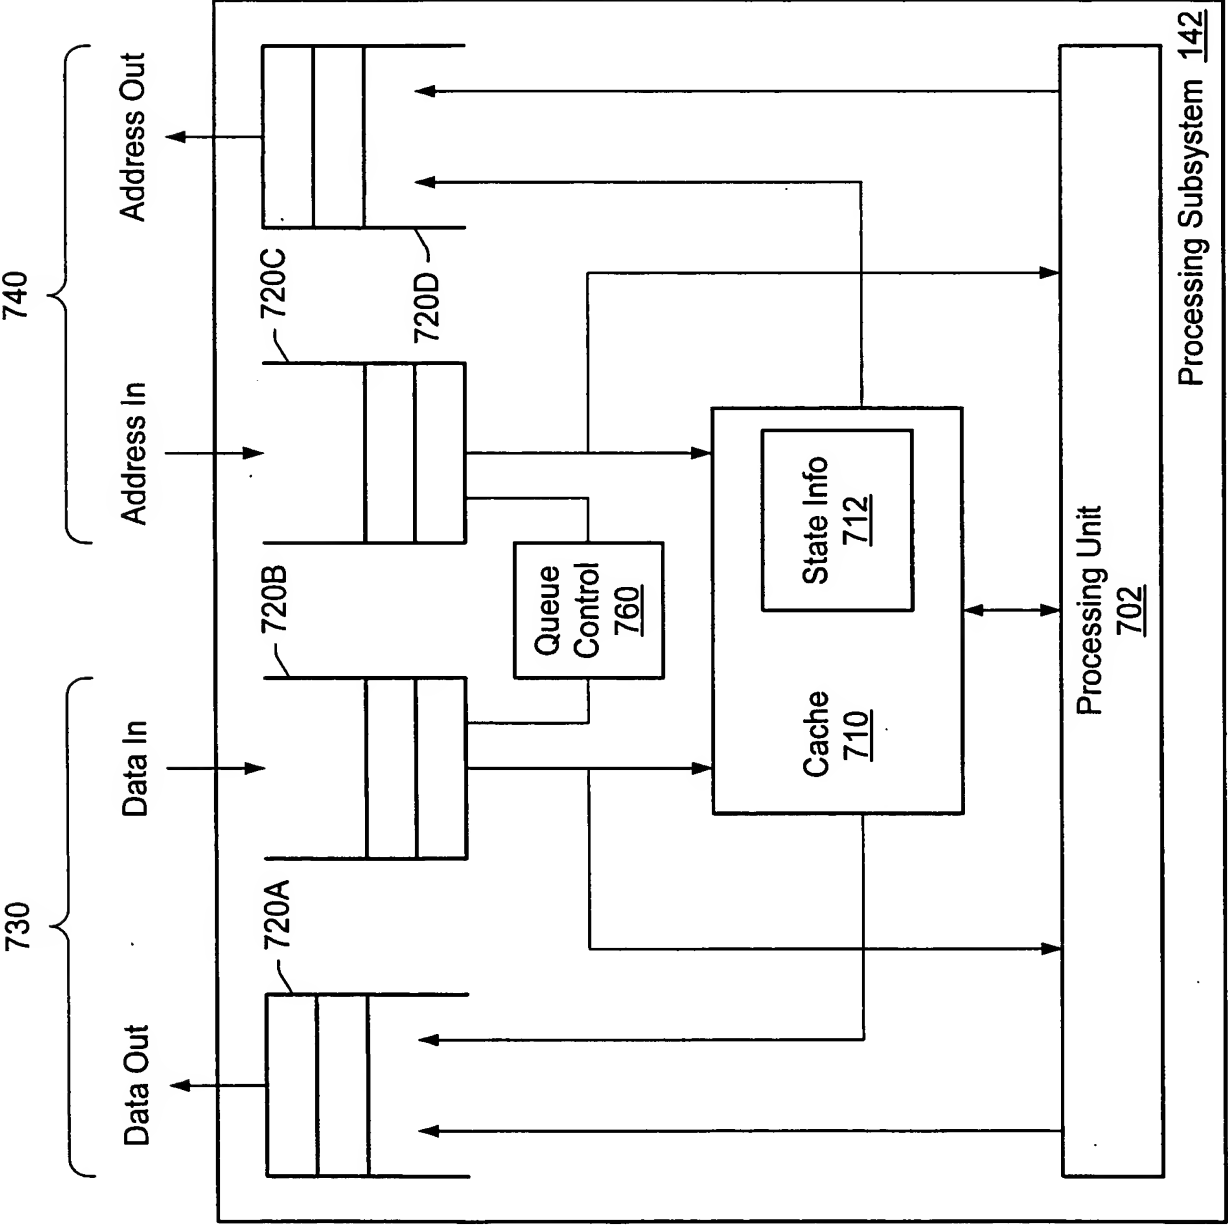 730
740
Data Out
Data In
Address In
Address Out
720A
720B
720C
720D
Queue
Control
760
Cache
710
State Info
712
Processing Unit
702
Processing Subsystem 142